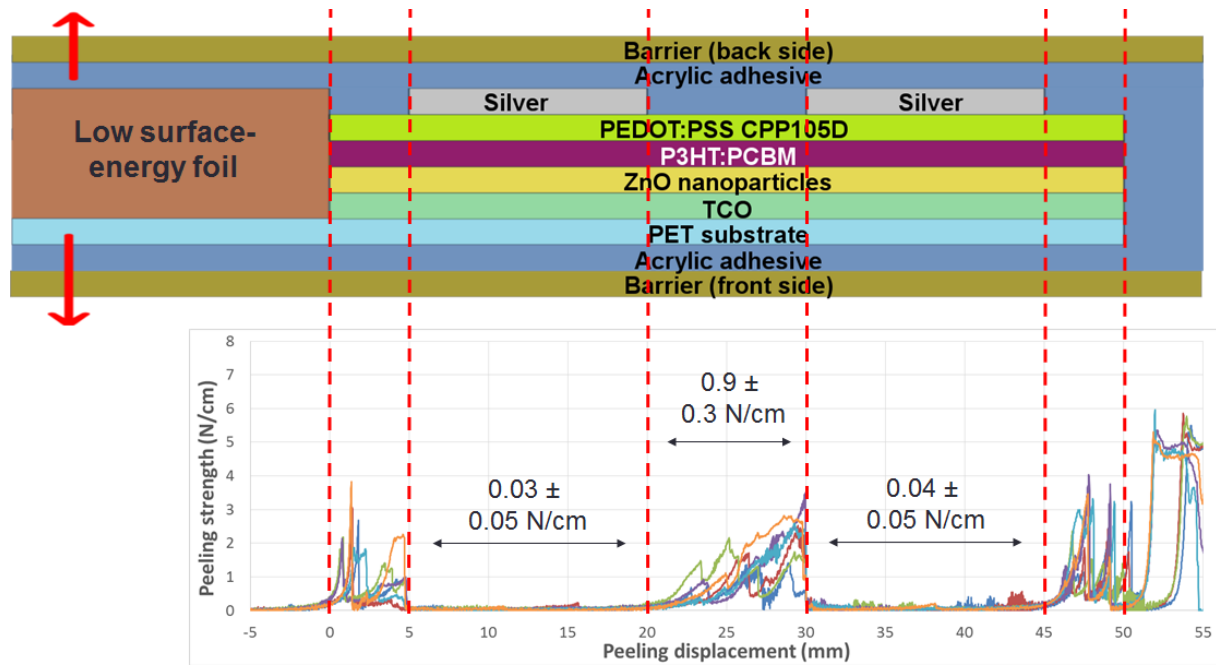 Barrier (back side)
Acrylic adhesive
Silver
Silver
Low surface-
energy foil
PEDOT:PSS CPP105D
P3HT:PCBM
ZnO nanoparticles
TCO
PET substrate
Acrylic adhesive
Barrier (front side)
8
7
6
5
4
3
2
1
0
Peeling strength (N/cm)
0.9 ±
0.3 N/cm
0.03 ±
0.05 N/cm
0.04 ±
0.05 N/cm
-5 0 5 10 15 20 25 30 35 40 45 50 55
Peeling displacement (mm)